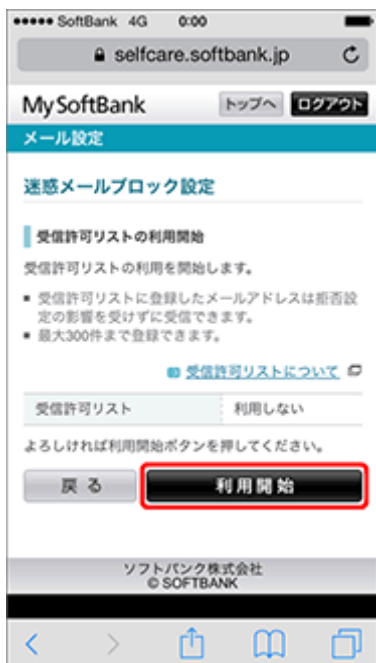 SoftBank 4G 0:00
selfcare.softbank.jp
My SoftBank トップへ ログアウト
メール設定
迷惑メールブロック設定
受信許可リストの利用開始
受信許可リストの利用を開始します。
■ 受信許可リストに登録したメールアドレスは拒否設
定の影響を受けずに受信できます。
■ 最大300件まで登録できます。
受信許可リストについて
受信許可リスト 利用しない
よろしければ利用開始ボタンを押してください。
戻る 利用開始
ソフトバンク株式会社
© SOFTBANK